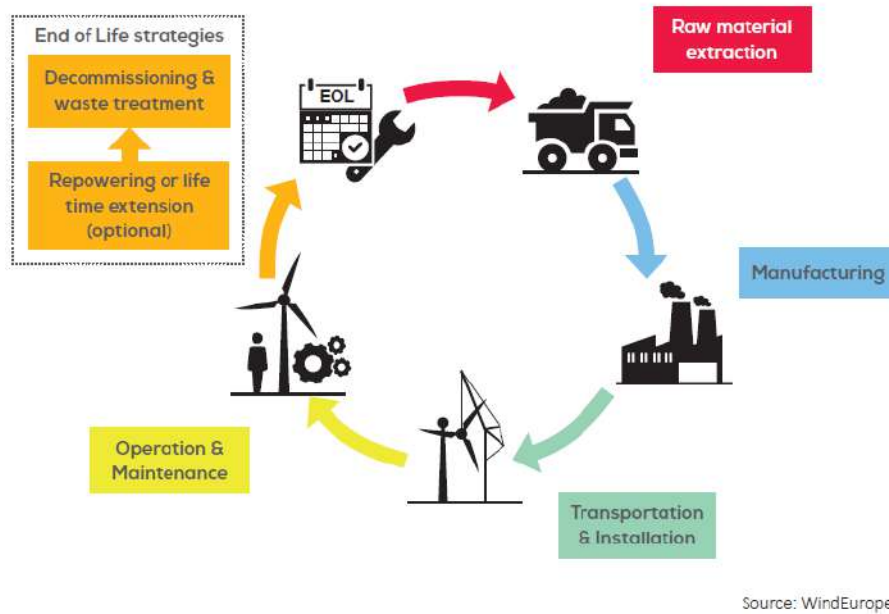 End of Life strategies
Decommissioning &
waste treatment
Repowering or life
time extension
(optional)
EOL
Raw material
extraction
Manufacturing
Transportation
& Installation
Operation &
Maintenance
Source: WindEurope